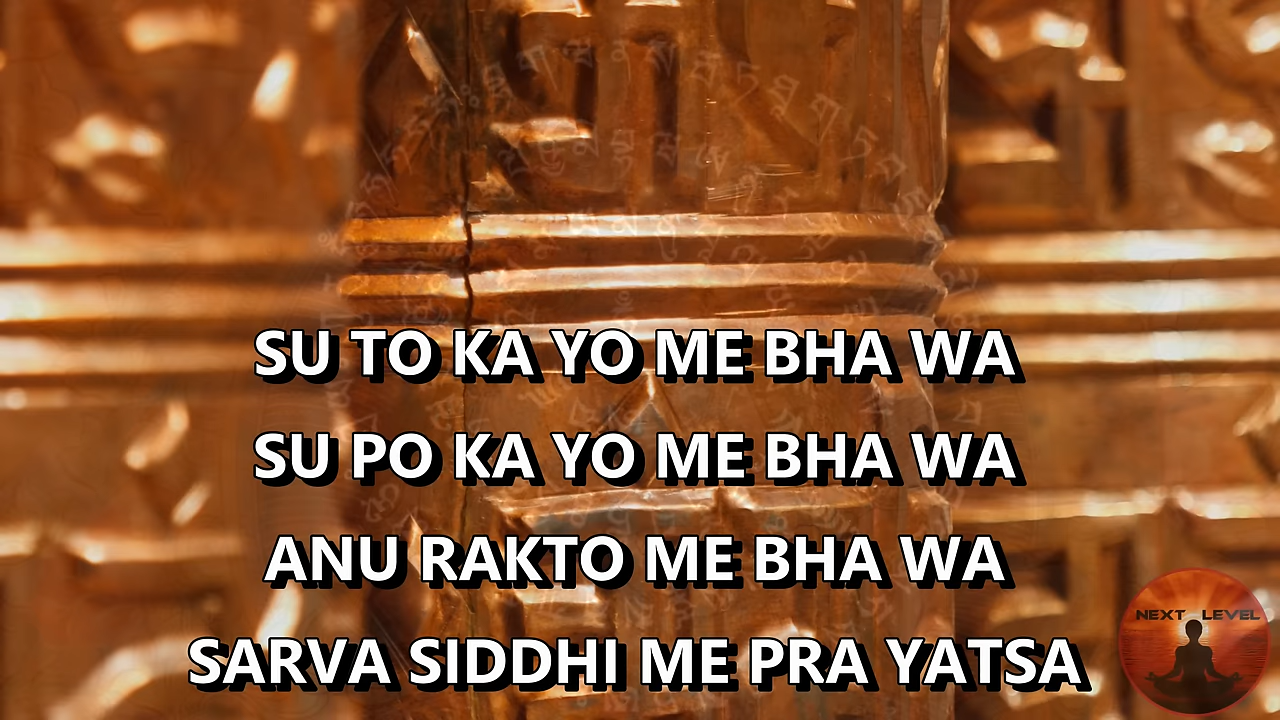 SU TO KA YO ME BHA WA
SU PO KA YO ME BHA WA
ANU RAKTO ME BHA WA
SARVA SIDDHI ME PRA YATSA
NEXT LEVEL